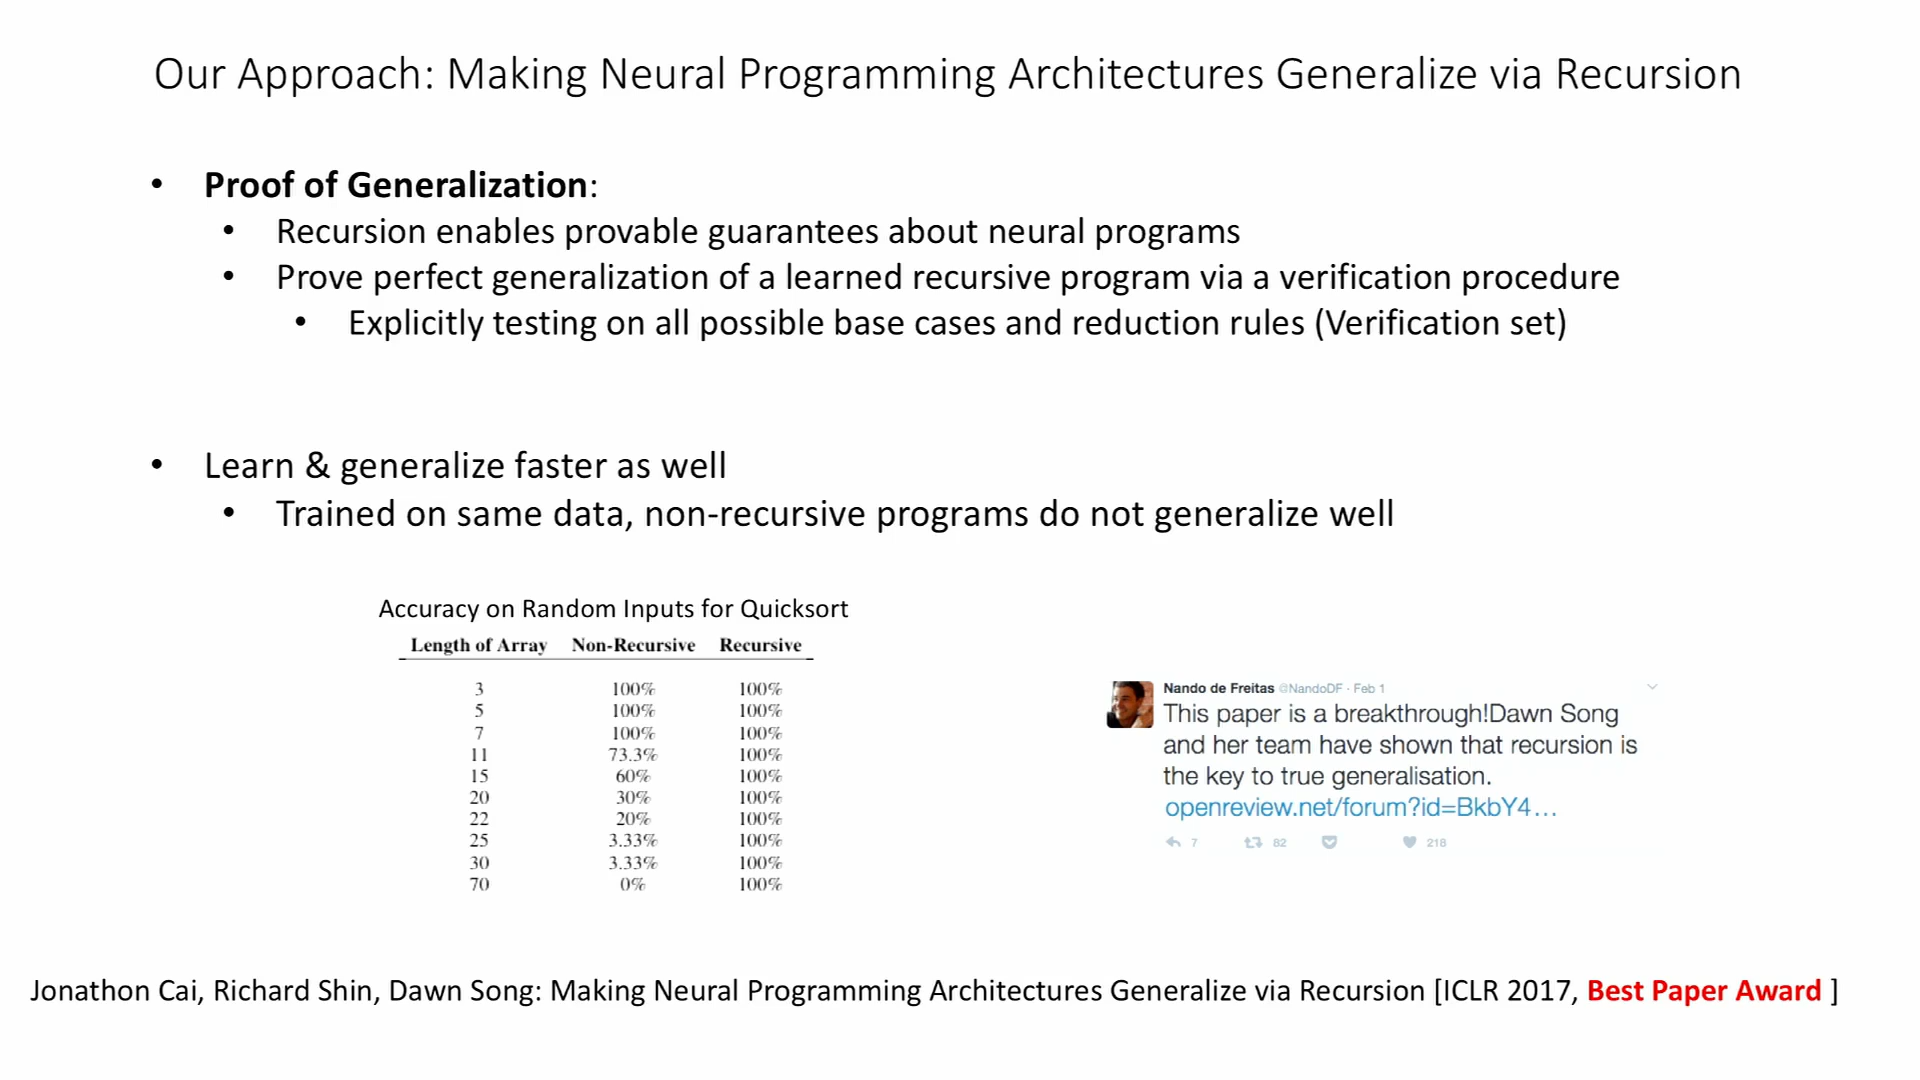 Our Approach: Making Neural Programming Architectures Generalize via Recursion
• Proof of Generalization:
• Recursion enables provable guarantees about neural programs
• Prove perfect generalization of a learned recursive program via a verification procedure
• Explicitly testing on all possible base cases and reduction rules (Verification set)
• Learn & generalize faster as well
• Trained on same data, non-recursive programs do not generalize well
Accuracy on Random Inputs for Quicksort
Length of Array Non-Recursive Recursive
3 100% 100%
5 100% 100%
7 100% 100%
11 73.3% 100%
15 60% 100%
20 30% 100%
22 20% 100%
25 3.33% 100%
30 3.33% 100%
70 0% 100%
Nando de Freitas @NandoDF · Feb 1
This paper is a breakthrough!Dawn Song
and her team have shown that recursion is
the key to true generalisation.
openreview.net/forum?id=BkbY4…
7 82 218
Jonathon Cai, Richard Shin, Dawn Song: Making Neural Programming Architectures Generalize via Recursion [ICLR 2017, Best Paper Award ]